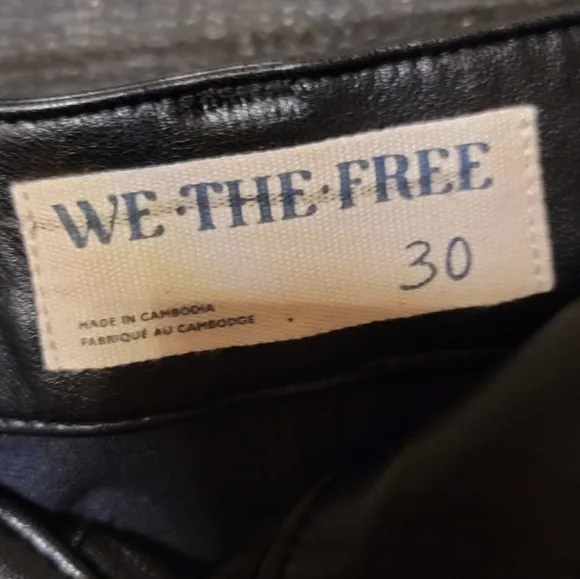 WE·THE·FREE
30
MADE IN CAMBODIA
FABRIQUÉ AU CAMBODGE